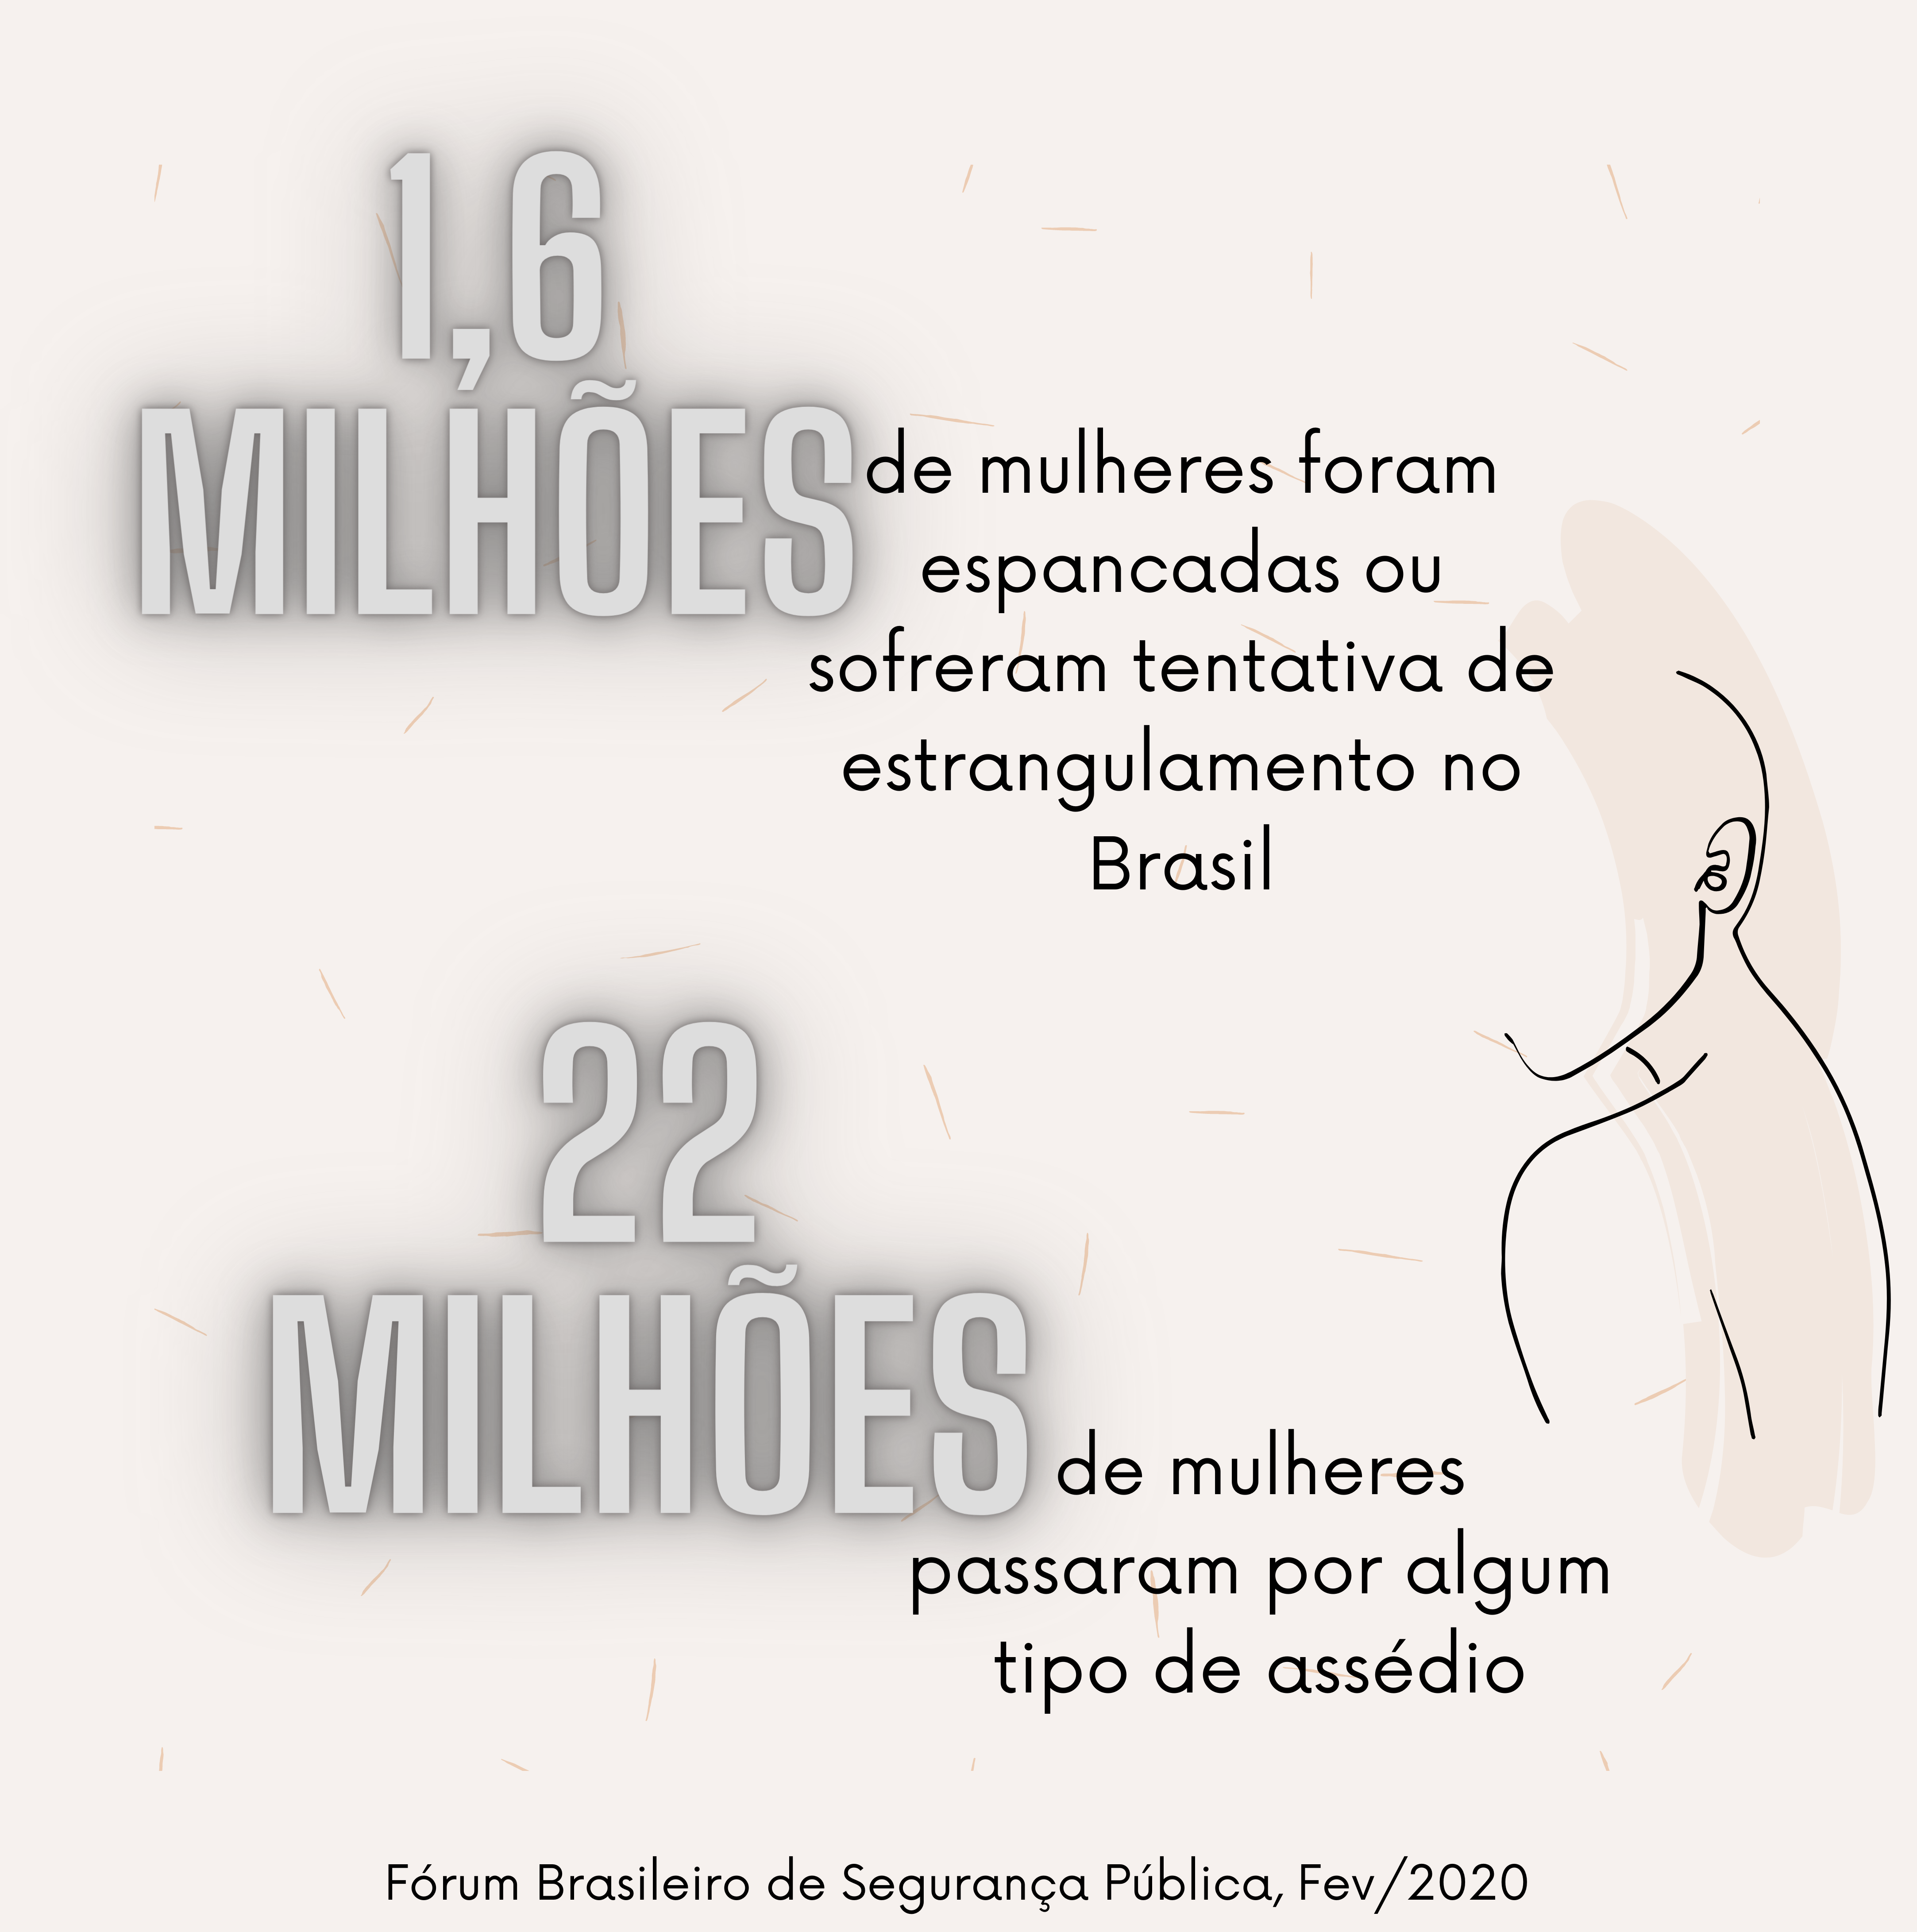 1,6
MILHÕES
de mulheres foram
espancadas ou
sofreram tentativa de
estrangulamento no
Brasil
22
MILHÕES
de mulheres
passaram por algum
tipo de assédio
Fórum Brasileiro de Segurança Pública, Fev/2020